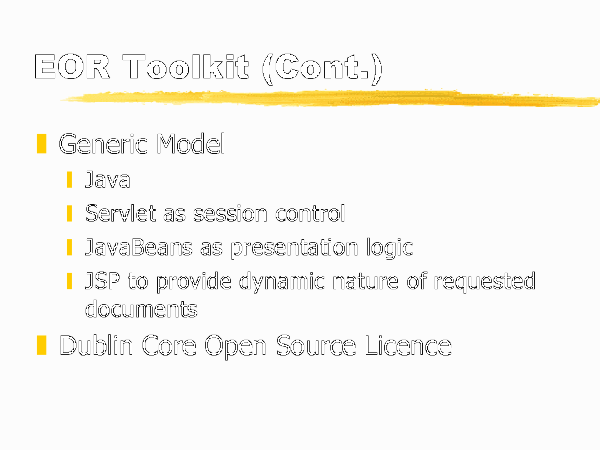 EOR Toolkit (Cont.)
Generic Model
Java
Servlet as session control
JavaBeans as presentation logic
JSP to provide dynamic nature of requested
documents
Dublin Core Open Source Licence